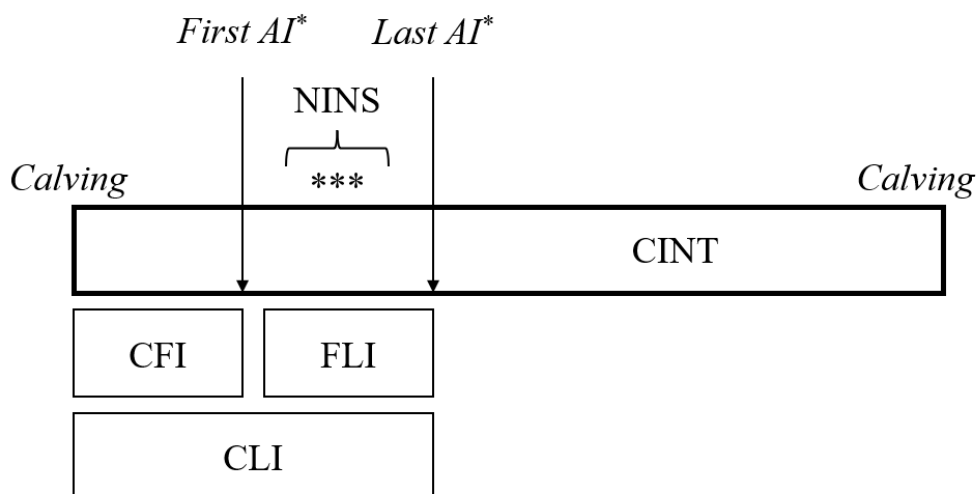 First AI* Last AI*
NINS
***
Calving Calving
CINT
CFI FLI
CLI